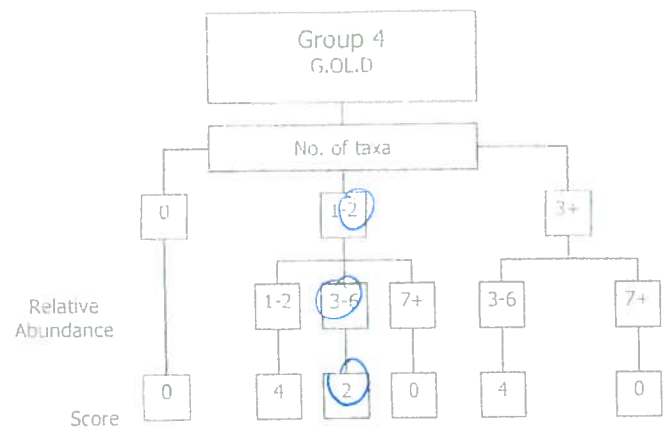 Group 4
G.OL.D
No. of taxa
0 1-2 3+
Relative
Abundance
1-2 3-6 7+ 3-6 7+
Score
0 4 2 0 4 0